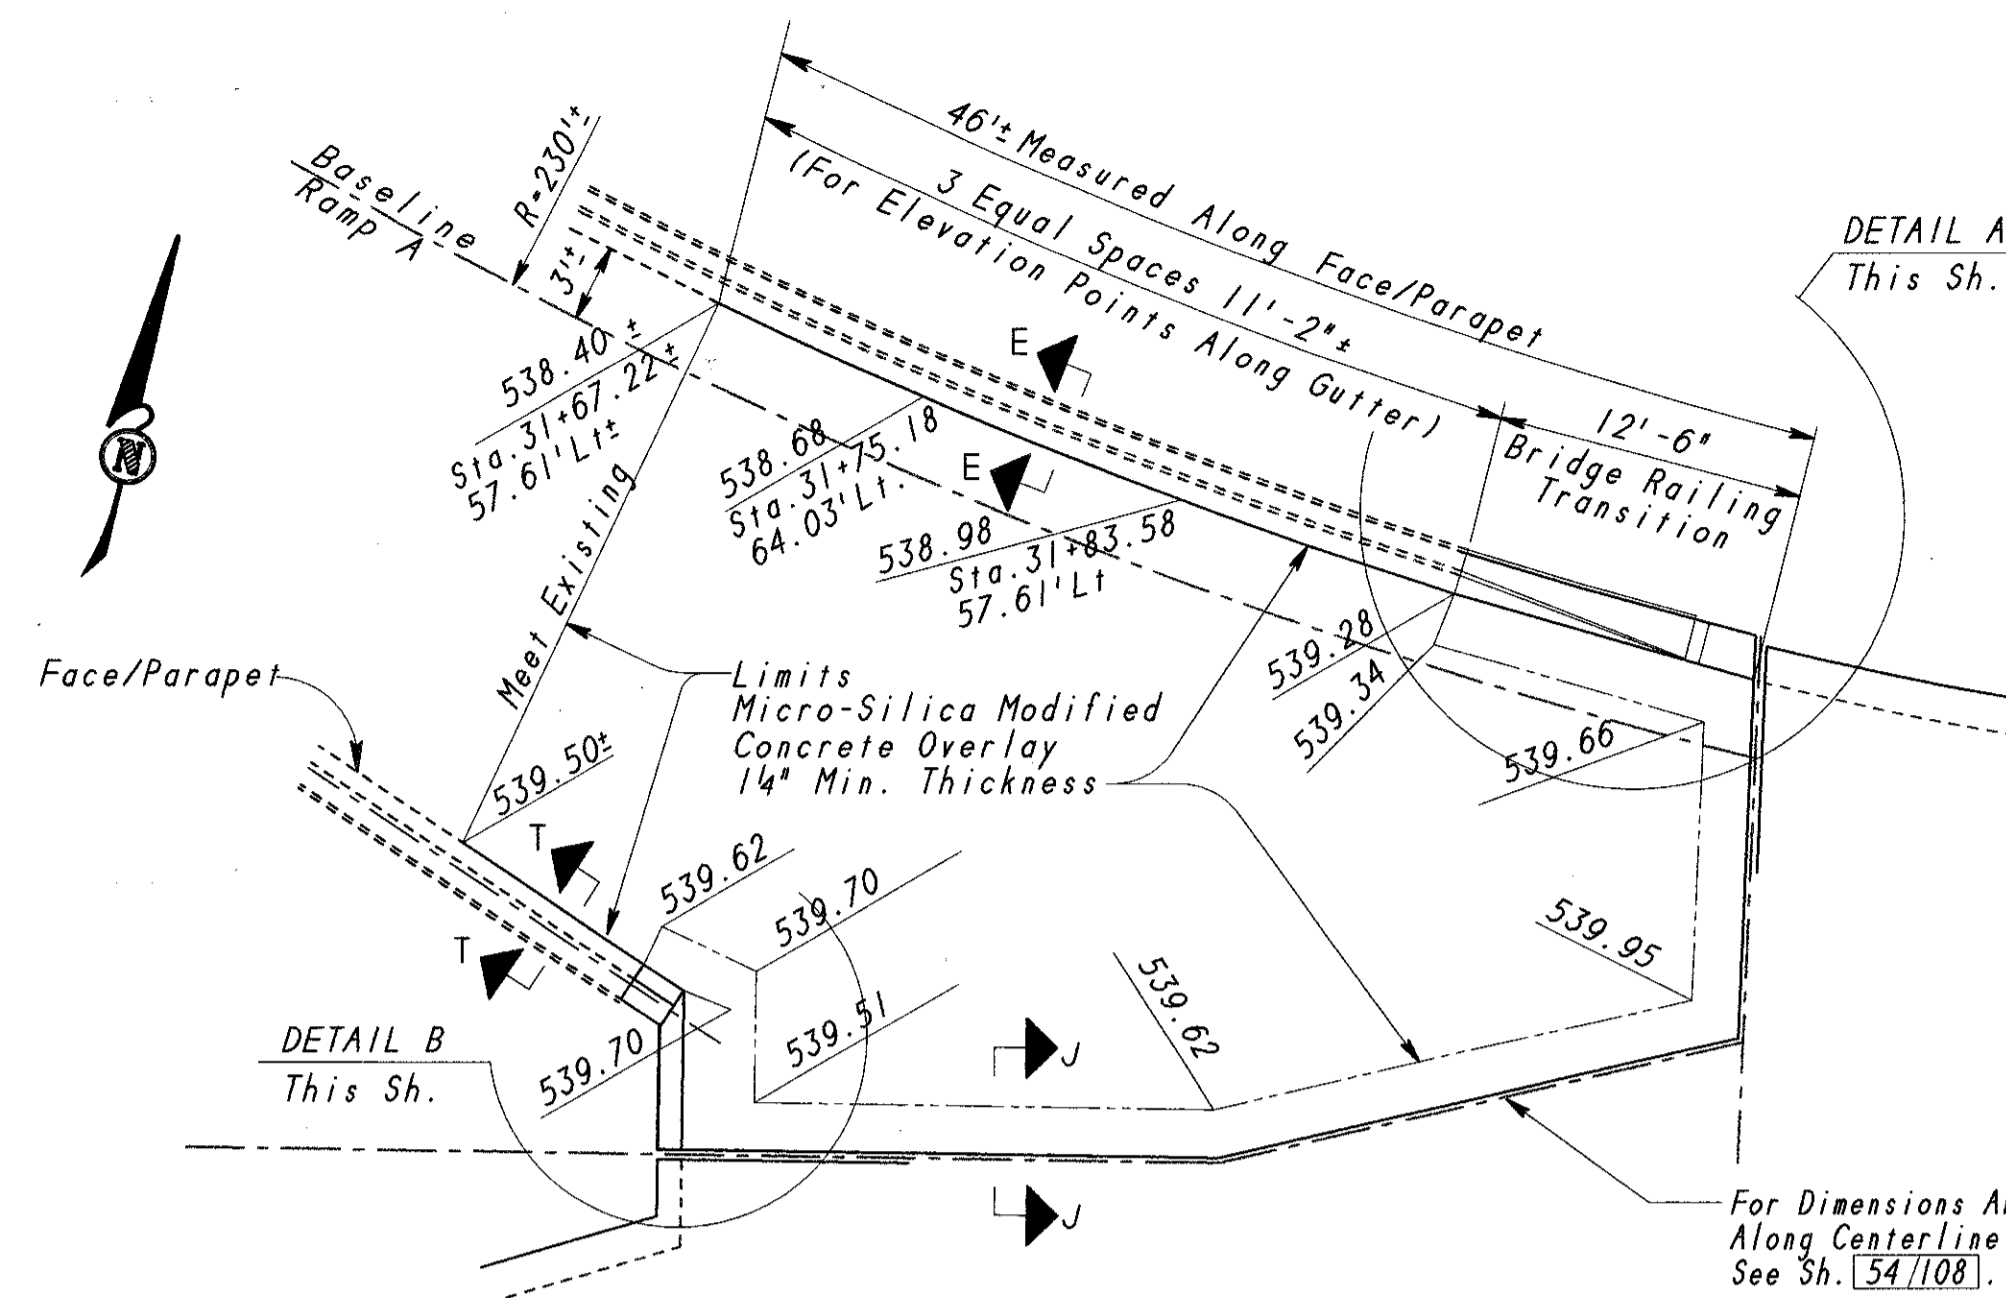 46'± Measured Along Face/Parapet
3 Equal Spaces 11'-2"±
(For Elevation Points Along Gutter)
12'-6"
Bridge Railing
Transition
DETAIL A
This Sh.
Baseline
Ramp A
R=230'±
3'±
N
538.40±
Sta.31+67.22±
57.61'Lt±
538.68
Sta.31+75.18
64.03'Lt.
538.98
Sta.31+83.58
57.61'Lt
E
E
Meet Existing
Face/Parapet
Limits
Micro-Silica Modified
Concrete Overlay
1¼" Min. Thickness
539.28
539.34
539.66
539.50±
T
T
539.62
539.70
539.51
539.70
539.62
539.95
DETAIL B
This Sh.
J
J
For Dimensions
Along Centerline
See Sh. 54/108.